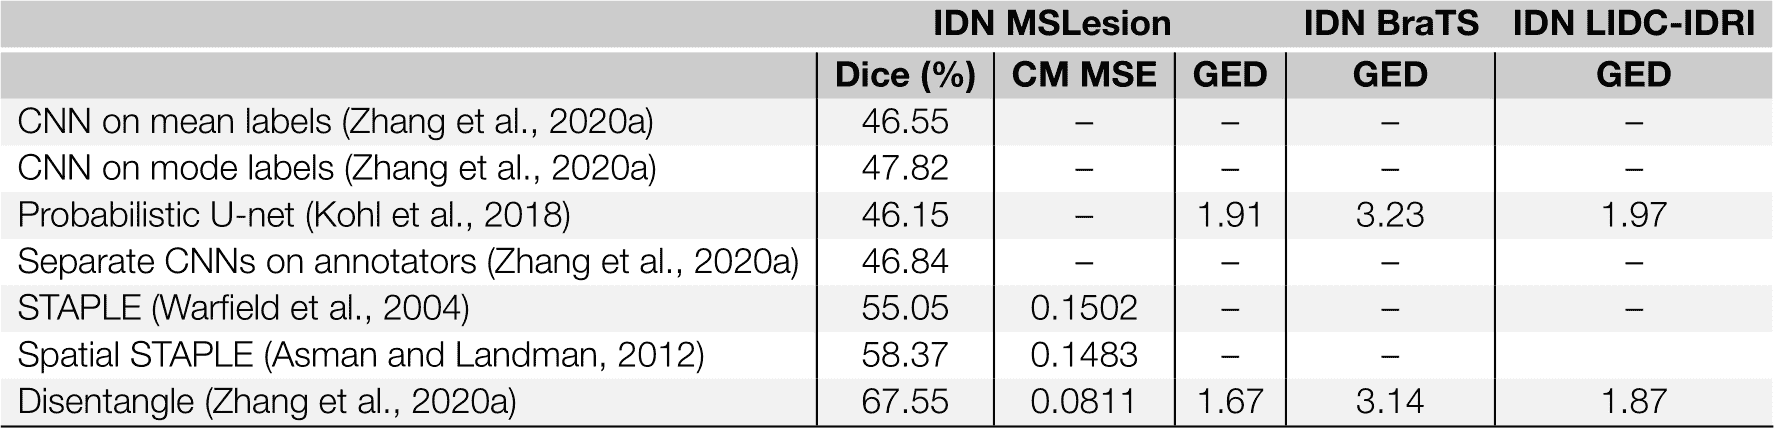 IDN MSLesion IDN BraTS IDN LIDC-IDRI
Dice (%) CM MSE GED GED GED
CNN on mean labels (Zhang et al., 2020a) 46.55 – – – –
CNN on mode labels (Zhang et al., 2020a) 47.82 – – – –
Probabilistic U-net (Kohl et al., 2018) 46.15 – 1.91 3.23 1.97
Separate CNNs on annotators (Zhang et al., 2020a) 46.84 – – – –
STAPLE (Warfield et al., 2004) 55.05 0.1502 – – –
Spatial STAPLE (Asman and Landman, 2012) 58.37 0.1483 – –
Disentangle (Zhang et al., 2020a) 67.55 0.0811 1.67 3.14 1.87